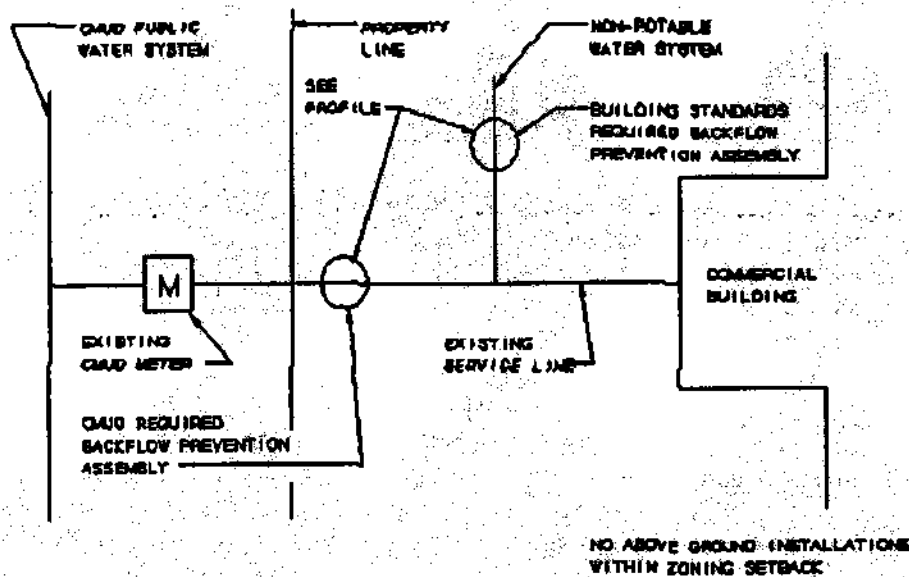 CMUD PUBLIC
WATER SYSTEM
PROPERTY
LINE
NON-POTABLE
WATER SYSTEM
SEE
PROFILE
BUILDING STANDARDS
REQUIRED BACKFLOW
PREVENTION ASSEMBLY
M
COMMERCIAL
BUILDING
EXISTING
CMUD METER
EXISTING
SERVICE LINE
CMUD REQUIRED
BACKFLOW PREVENTION
ASSEMBLY
NO ABOVE GROUND INSTALLATIONS
WITHIN ZONING SETBACK